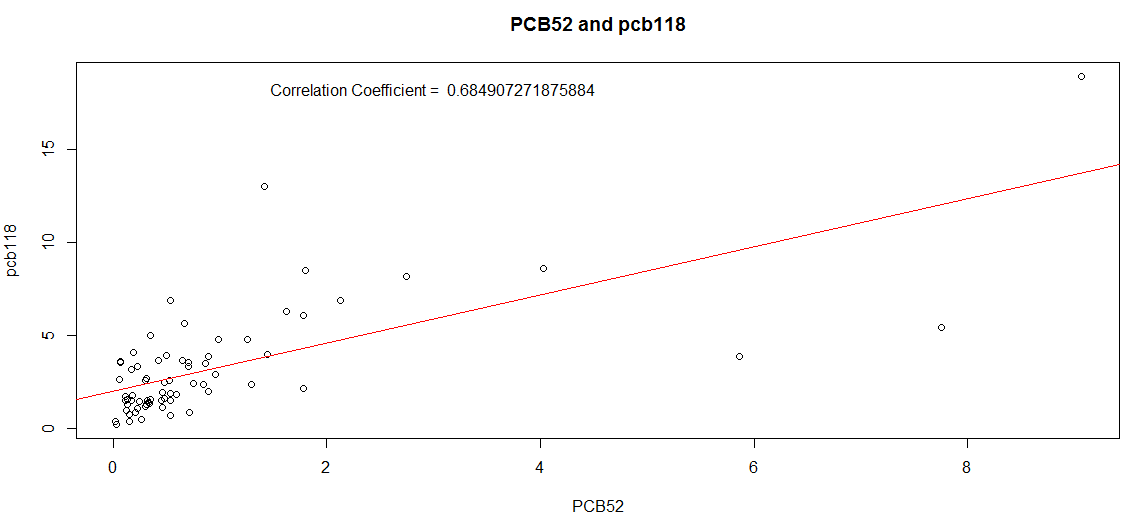 PCB52 and pcb118
Correlation Coefficient = 0.684907271875884
15
10
5
0
pcb118
0 2 4 6 8
PCB52